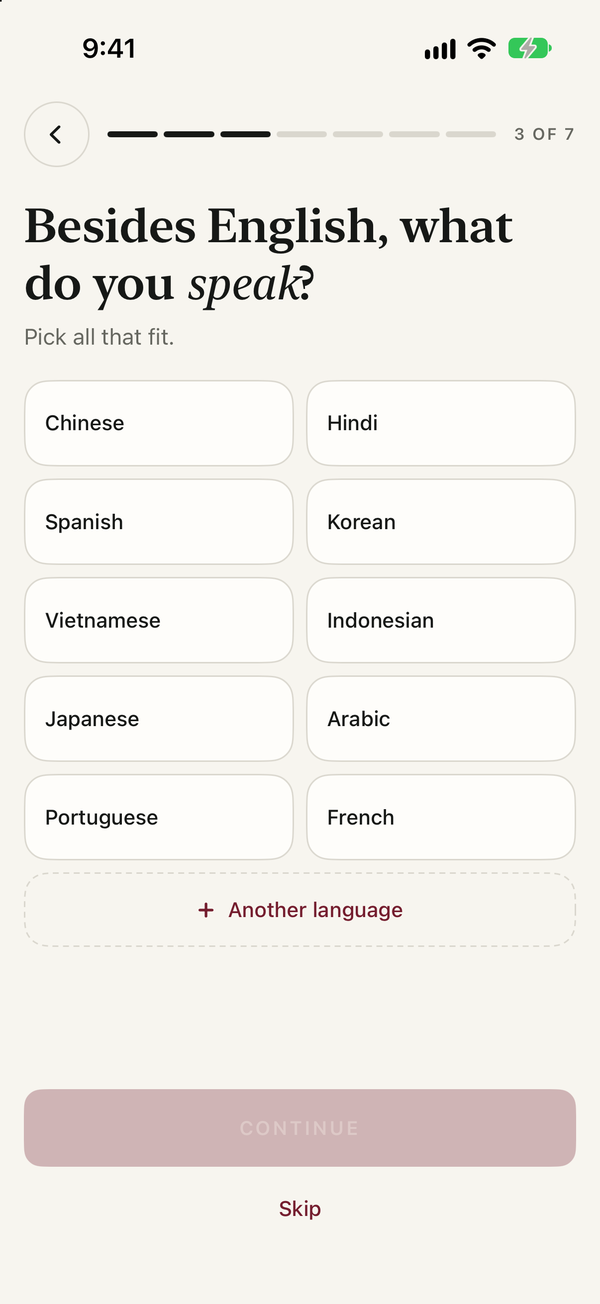 9:41
3 OF 7
Besides English, what
do you speak?
Pick all that fit.
Chinese
Hindi
Spanish
Korean
Vietnamese
Indonesian
Japanese
Arabic
Portuguese
French
+ Another language
CONTINUE
Skip